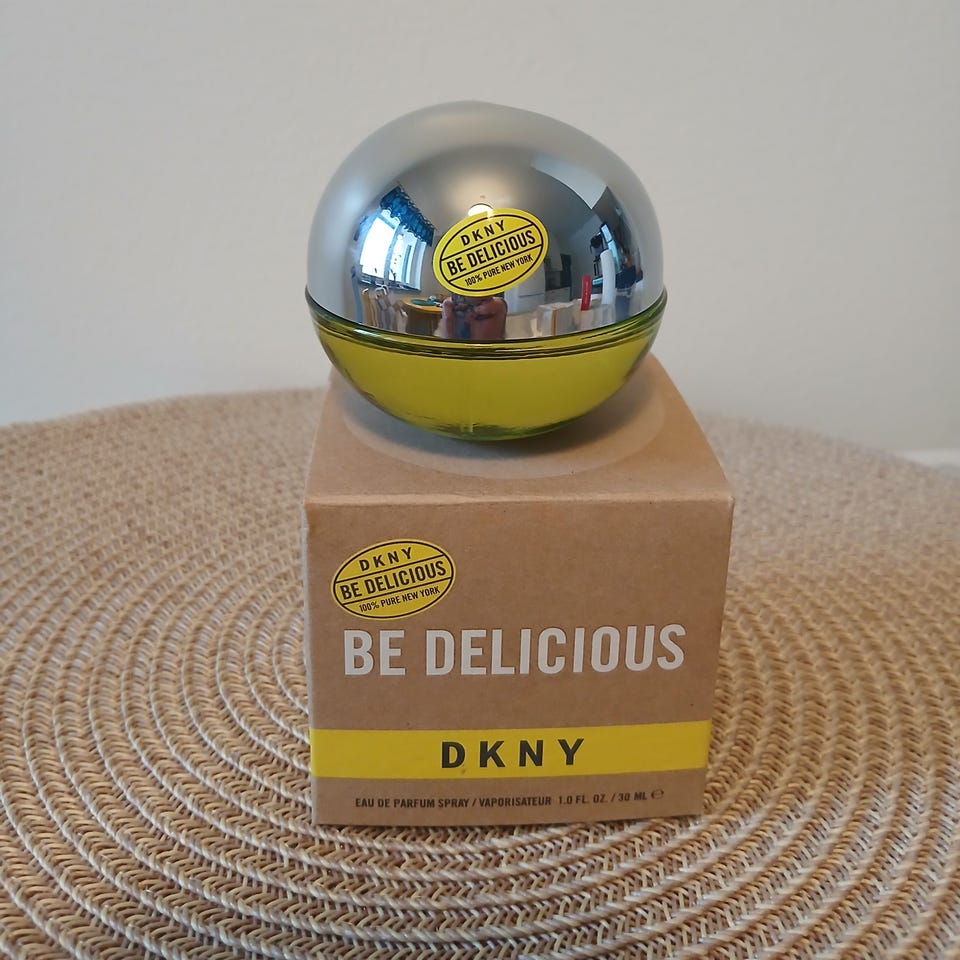 DKNY
BE DELICIOUS
100% PURE NEW YORK
DKNY
BE DELICIOUS
100% PURE NEW YORK
BE DELICIOUS
DKNY
EAU DE PARFUM SPRAY / VAPORISATEUR 1.0 FL. OZ. / 30 ML ℮